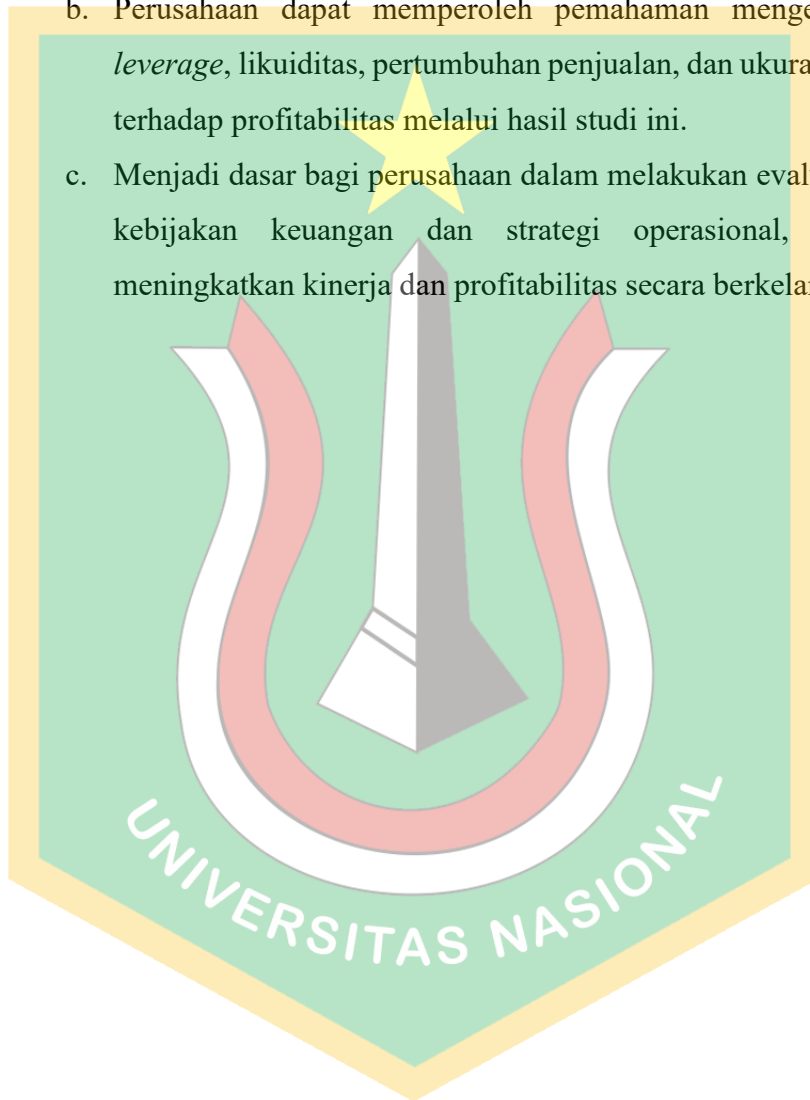 b. Perusahaan dapat memperoleh pemahaman menge
leverage, likuiditas, pertumbuhan penjualan, dan ukura
terhadap profitabilitas melalui hasil studi ini.
c. Menjadi dasar bagi perusahaan dalam melakukan eval
kebijakan keuangan dan strategi operasional,
meningkatkan kinerja dan profitabilitas secara berkela
UNIVERSITAS NASIONAL